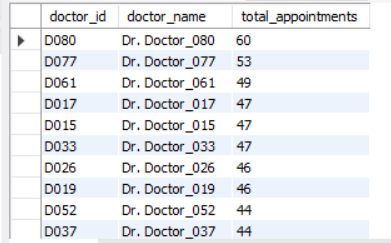 doctor_id doctor_name total_appointments
D080 Dr. Doctor_080 60
D077 Dr. Doctor_077 53
D061 Dr. Doctor_061 49
D017 Dr. Doctor_017 47
D015 Dr. Doctor_015 47
D033 Dr. Doctor_033 47
D026 Dr. Doctor_026 46
D019 Dr. Doctor_019 46
D052 Dr. Doctor_052 44
D037 Dr. Doctor_037 44